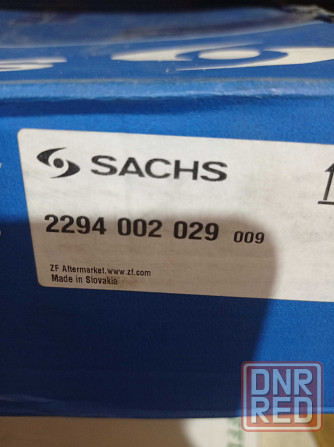 SACHS
2294 002 029 009
ZF Aftermarket.www.zf.com
Made in Slovakia
DNR
RED